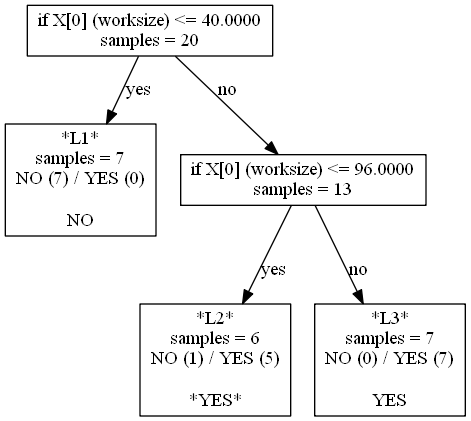 if X[0] (worksize) <= 40.0000
samples = 20
yes
no
*L1*
samples = 7
NO (7) / YES (0)
NO
if X[0] (worksize) <= 96.0000
samples = 13
yes
no
*L2*
samples = 6
NO (1) / YES (5)
*YES*
*L3*
samples = 7
NO (0) / YES (7)
YES